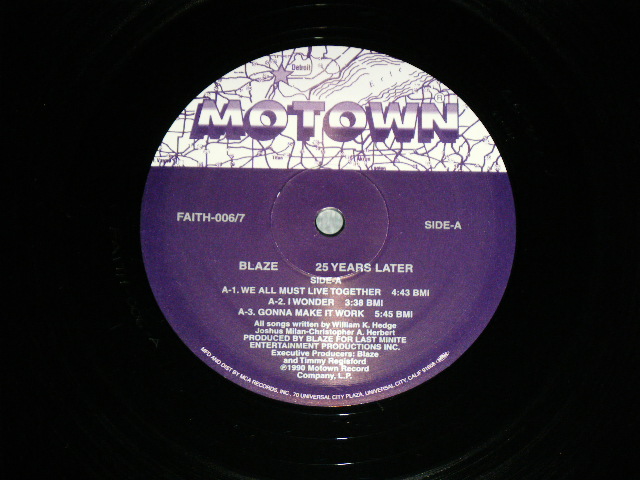 Detroit
MOTOWN®
FAITH-006/7
SIDE-A
BLAZE 25 YEARS LATER
SIDE-A
A-1. WE ALL MUST LIVE TOGETHER 4:43 BMI
A-2. I WONDER 3:38 BMI
A-3. GONNA MAKE IT WORK 5:45 BMI
All songs written by William K. Hedge
Joshus Milan-Christopher A. Herbert
PRODUCED BY BLAZE FOR LAST MINITE
ENTERTAINMENT PRODUCTIONS INC.
Executive Producers: Blaze
and Timmy Regisford
℗1990 Motown Record
Company, L.P.
MFD AND DIST BY MCA RECORDS, INC., 70 UNIVERSAL CITY PLAZA, UNIVERSAL CITY, CALIF 91608